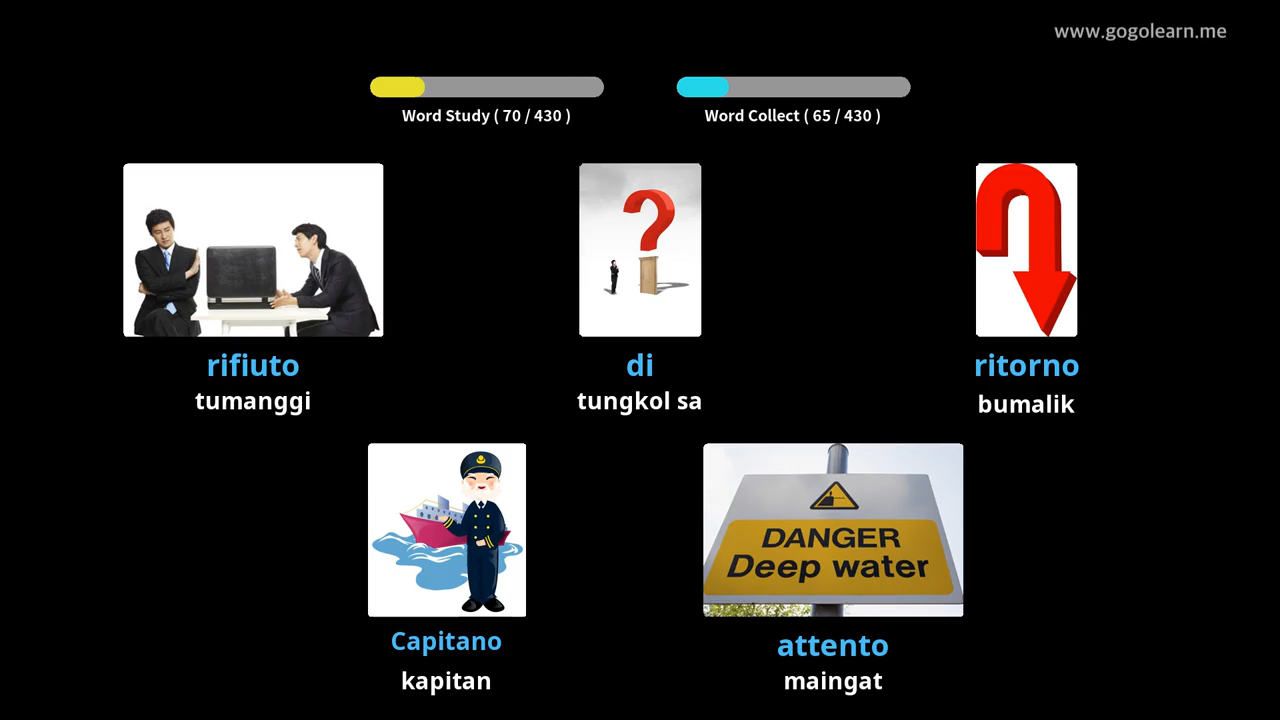 www.gogolearn.me
Word Study ( 70 / 430 )
Word Collect ( 65 / 430 )
rifiuto
tumanggi
di
tungkol sa
ritorno
bumalik
Capitano
kapitan
DANGER
Deep water
attento
maingat